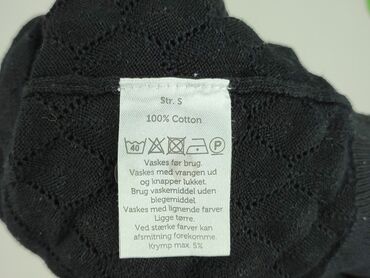 Str. S
100% Cotton
40 P
Vaskes før brug.
Vaskes med vrangen ud
og knapper lukket.
Brug vaskemiddel uden
blegemiddel.
Vaskes med lignende farver
Ligge tørre.
Ved stærke farver kan
afsmitning forekomme.
Krymp max. 5%